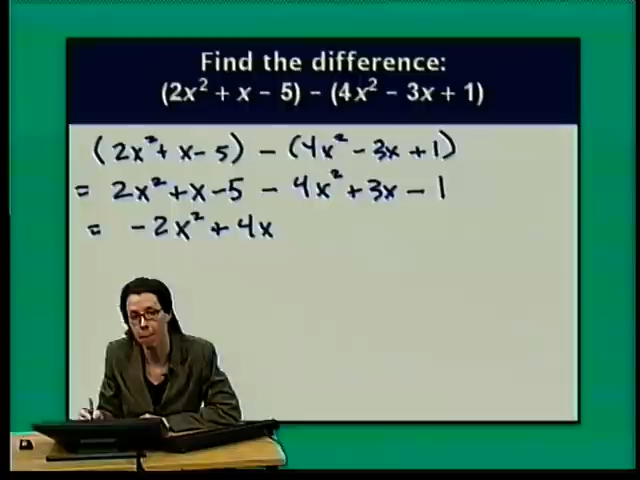 Find the difference:
(2x² + x − 5) − (4x² − 3x + 1)
(2x² + x − 5) − (4x² − 3x + 1)
= 2x² + x − 5 − 4x² + 3x − 1
= −2x² + 4x